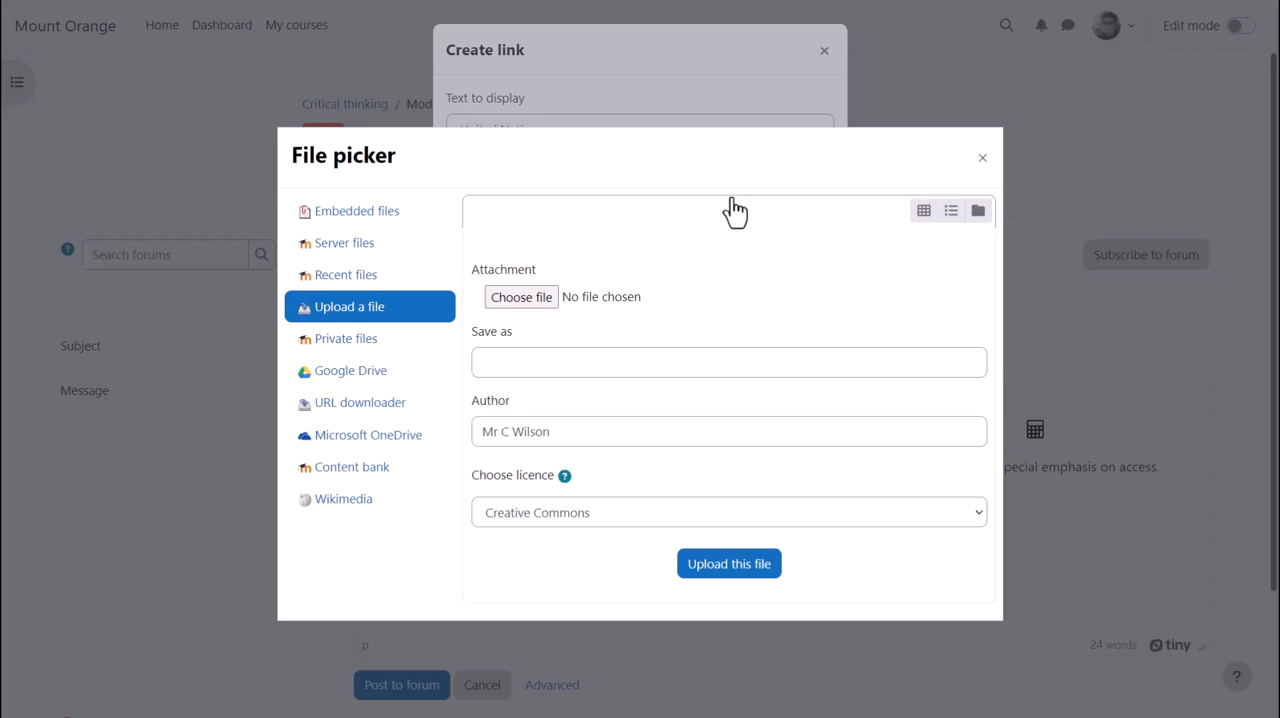 Mount Orange
Home
Dashboard
My courses
Edit mode
Create link
×
Critical thinking / Mod
Text to display
File picker
×
Embedded files
Server files
Recent files
Upload a file
Private files
Google Drive
URL downloader
Microsoft OneDrive
Content bank
Wikimedia
Attachment
Choose file No file chosen
Save as
Author
Mr C Wilson
Choose licence ?
Creative Commons
Upload this file
?
Search forums
Subscribe to forum
Subject
Message
pecial emphasis on access,
p
24 words
tiny
Post to forum
Cancel
Advanced
?